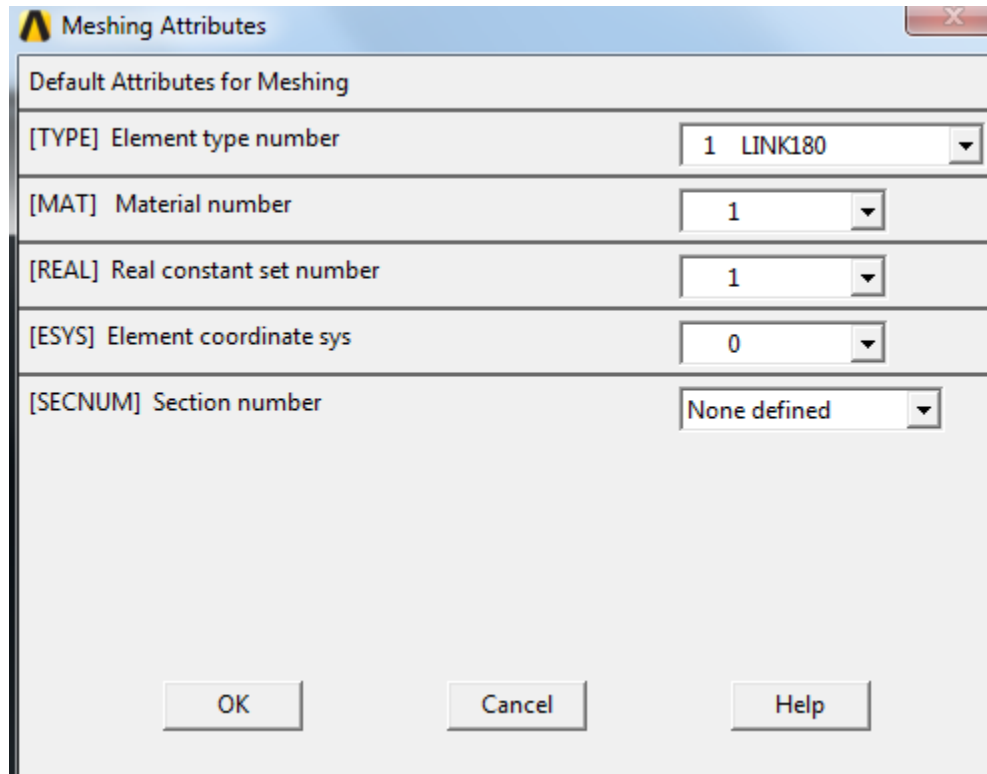 Meshing Attributes
Default Attributes for Meshing
[TYPE] Element type number 1 LINK180
[MAT] Material number 1
[REAL] Real constant set number 1
[ESYS] Element coordinate sys 0
[SECNUM] Section number None defined
OK Cancel Help